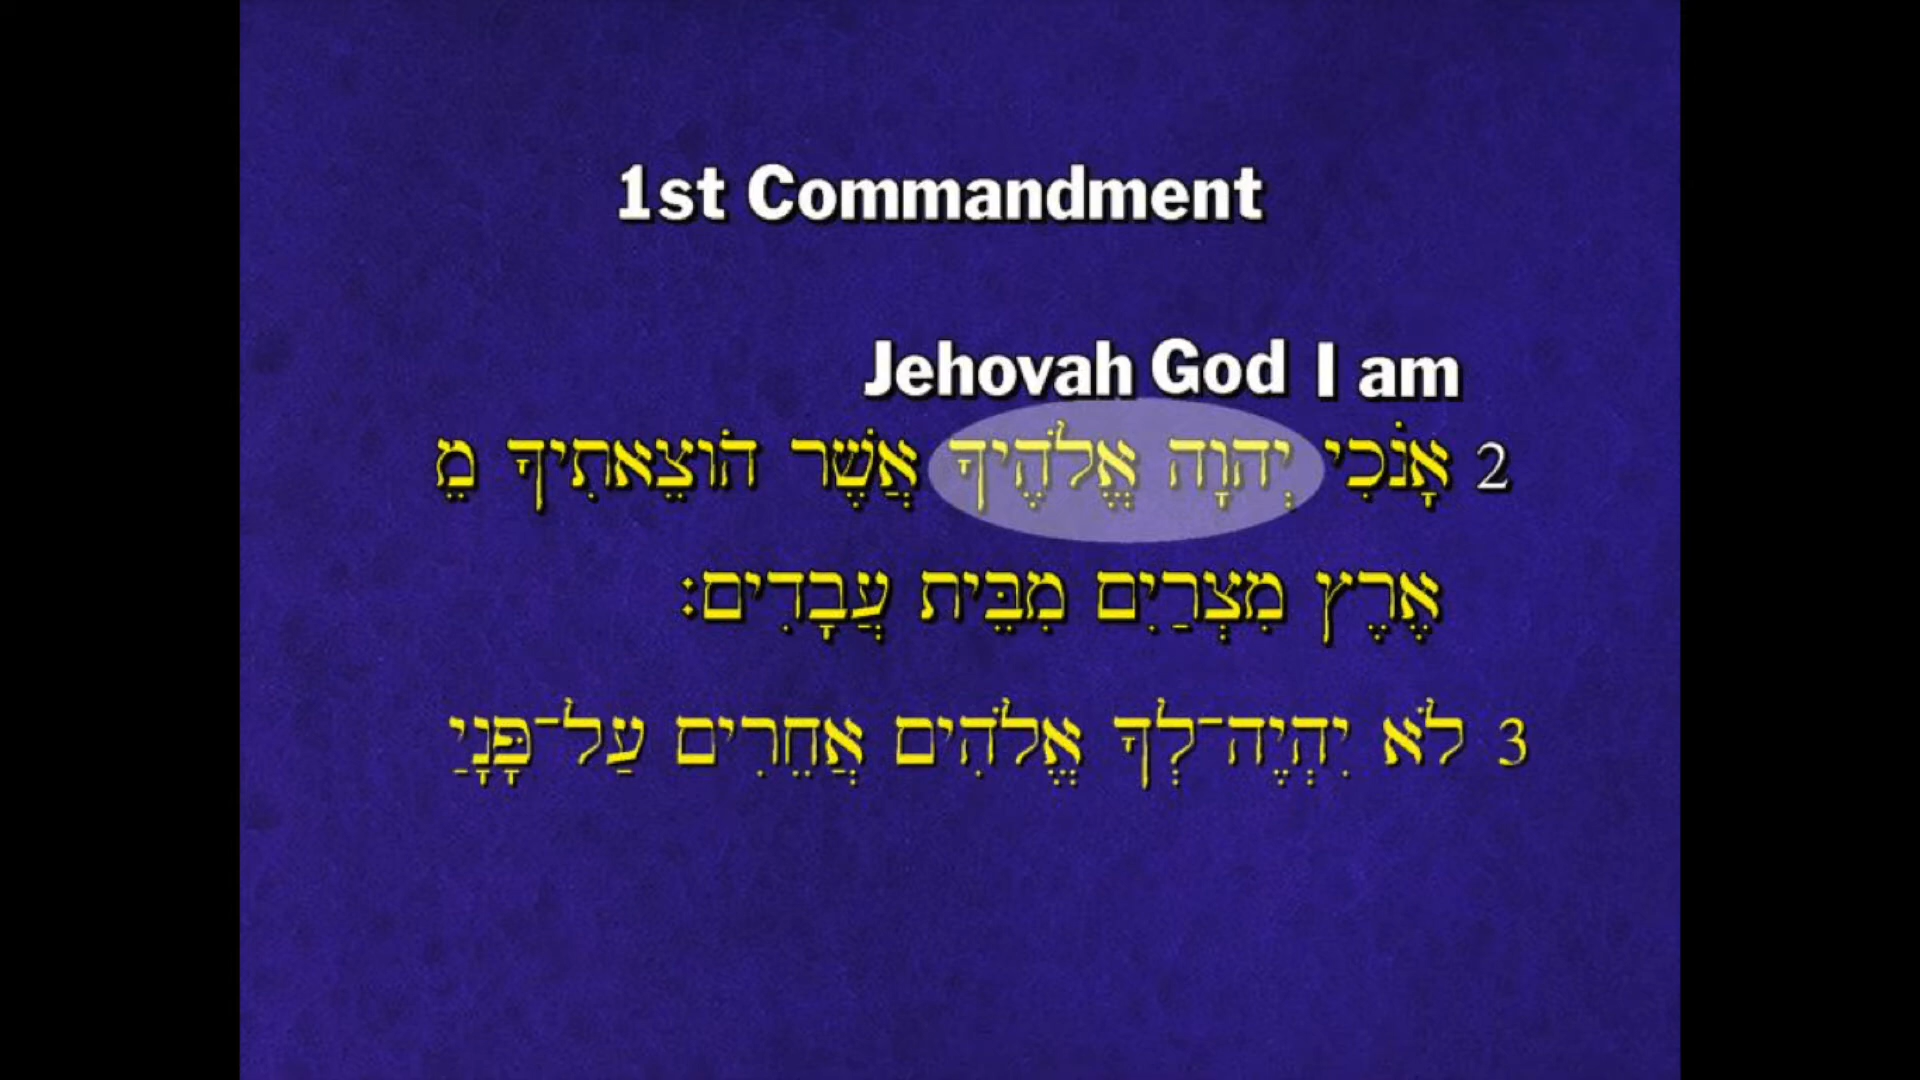 1st Commandment
Jehovah God I am
2 אָנֹכִי יְהוָה אֱלֹהֶיךָ אֲשֶׁר הוֹצֵאתִיךָ מֵ
אֶרֶץ מִצְרַיִם מִבֵּית עֲבָדִים׃
3 לֹא יִהְיֶה־לְךָ אֱלֹהִים אֲחֵרִים עַל־פָּנָיַ